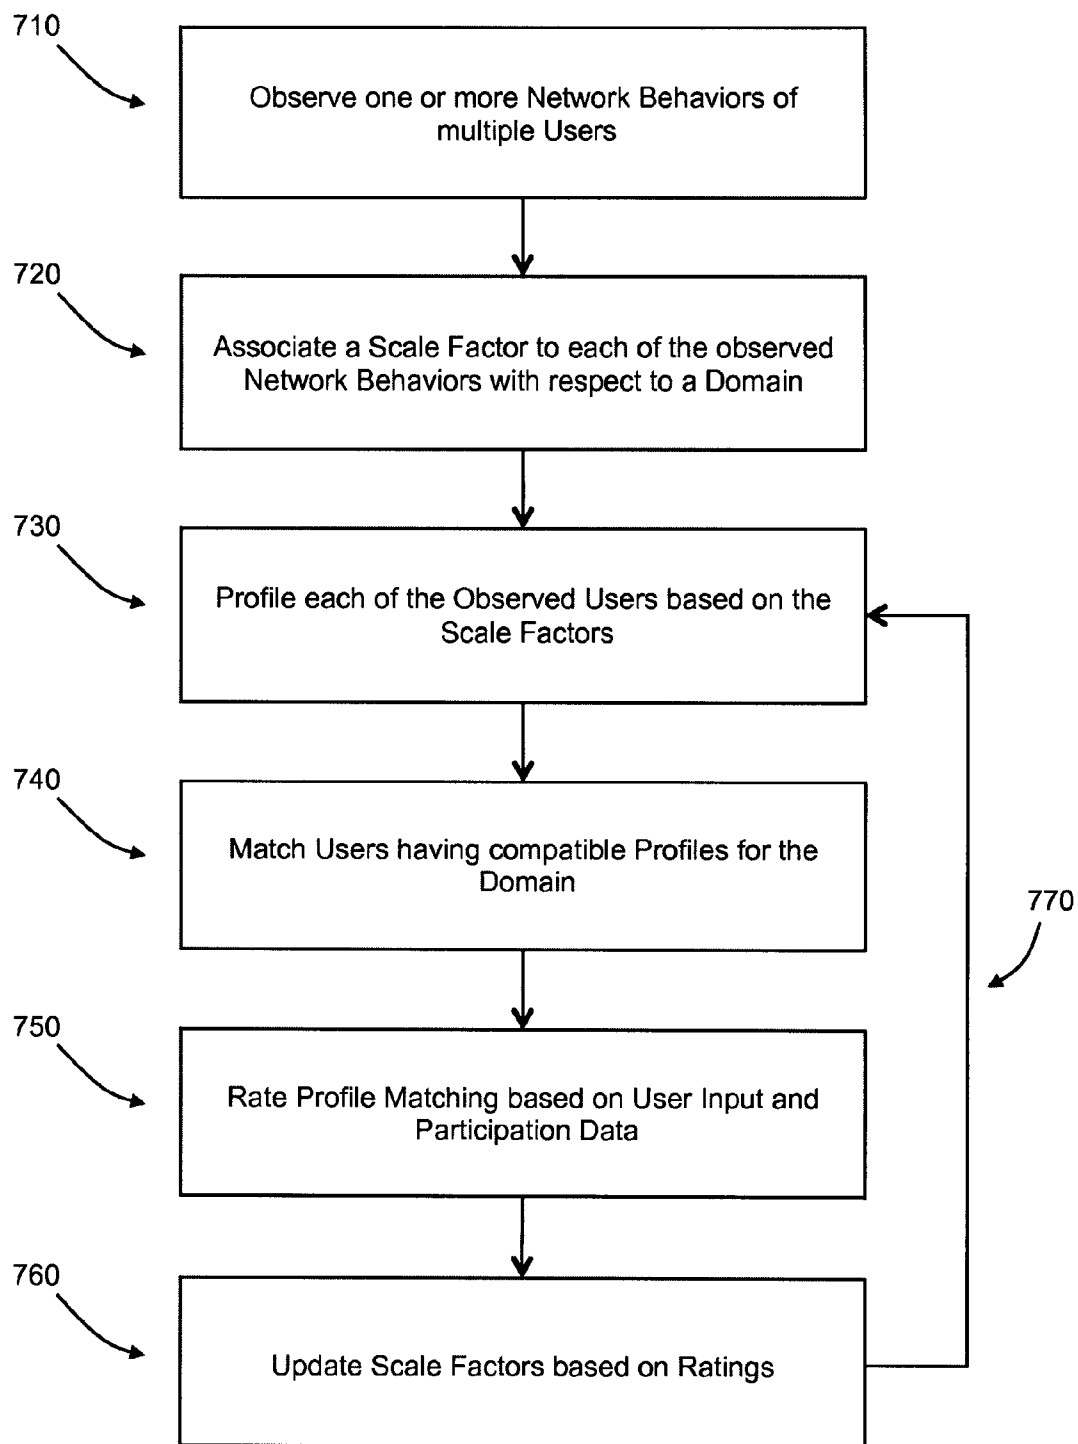 710
Observe one or more Network Behaviors of
multiple Users
720
Associate a Scale Factor to each of the observed
Network Behaviors with respect to a Domain
730
Profile each of the Observed Users based on the
Scale Factors
740
Match Users having compatible Profiles for the
Domain
770
750
Rate Profile Matching based on User Input and
Participation Data
760
Update Scale Factors based on Ratings